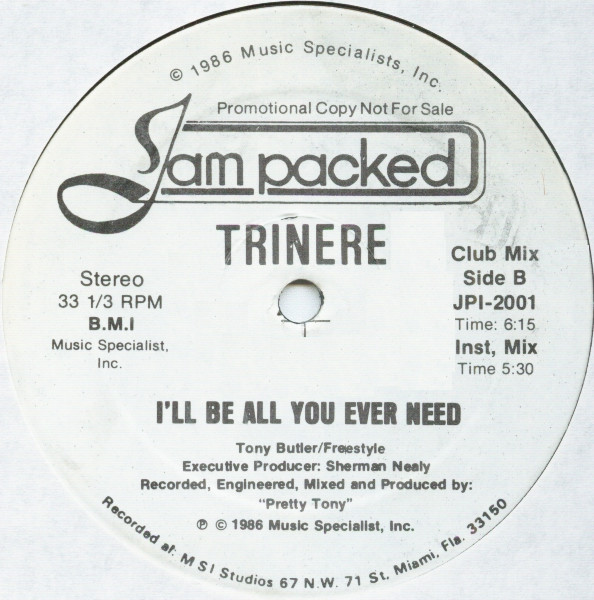 © 1986 Music Specialists, Inc.
Promotional Copy Not For Sale
Jam packed
TRINERE
Stereo
33 1/3 RPM
B.M.I
Music Specialist,
Inc.
Club Mix
Side B
JPI-2001
Time: 6:15
Inst, Mix
Time 5:30
I'LL BE ALL YOU EVER NEED
Tony Butler/Freestyle
Executive Producer: Sherman Nealy
Recorded, Engineered, Mixed and Produced by:
"Pretty Tony"
℗ © 1986 Music Specialist, Inc.
Recorded at: M S I Studios 67 N.W. 71 St. Miami, Fla. 33150